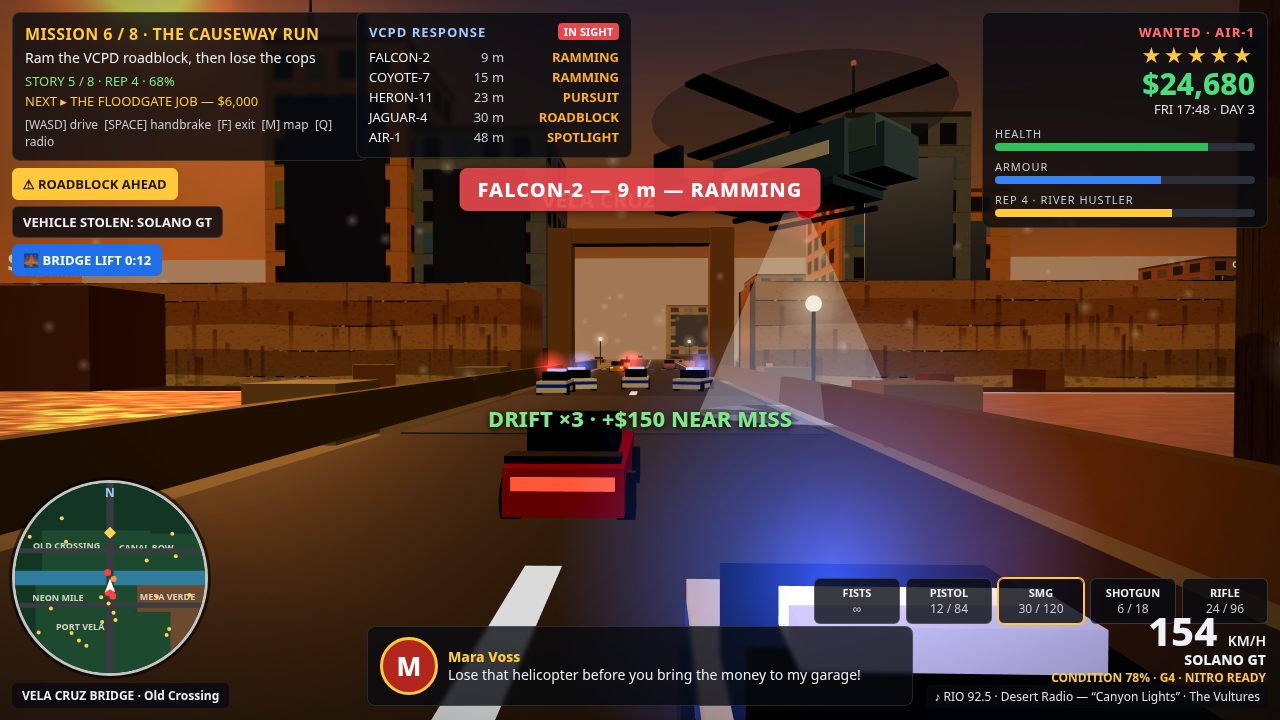 MISSION 6 / 8 · THE CAUSEWAY RUN
Ram the VCPD roadblock, then lose the cops
STORY 5 / 8 · REP 4 · 68%
NEXT ▸ THE FLOODGATE JOB — $6,000
[WASD] drive [SPACE] handbrake [F] exit [M] map [Q]
radio
VCPD RESPONSE IN SIGHT
FALCON-2 9 m RAMMING
COYOTE-7 15 m RAMMING
HERON-11 23 m PURSUIT
JAGUAR-4 30 m ROADBLOCK
AIR-1 48 m SPOTLIGHT
WANTED · AIR-1
★★★★★
$24,680
FRI 17:48 · DAY 3
HEALTH
ARMOUR
REP 4 · RIVER HUSTLER
⚠ ROADBLOCK AHEAD
VEHICLE STOLEN: SOLANO GT
🌉 BRIDGE LIFT 0:12
FALCON-2 — 9 m — RAMMING
VELA CRUZ
DRIFT ×3 · +$150 NEAR MISS
N
OLD CROSSING
CANAL ROW
NEON MILE
MESA VERDE
PORT VELA
VELA CRUZ BRIDGE · Old Crossing
M
Mara Voss
Lose that helicopter before you bring the money to my garage!
FISTS
∞
PISTOL
12 / 84
SMG
30 / 120
SHOTGUN
6 / 18
RIFLE
24 / 96
154 KM/H
SOLANO GT
CONDITION 78% · G4 · NITRO READY
♪ RIO 92.5 · Desert Radio — “Canyon Lights” · The Vultures